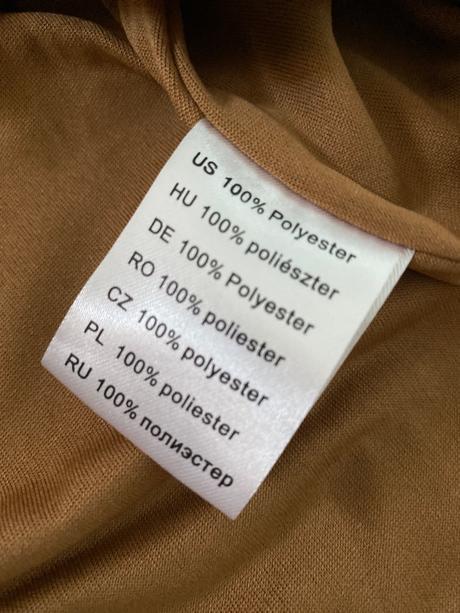 US 100% Polyester
HU 100% poliészter
DE 100% Polyester
RO 100% poliester
CZ 100% polyester
PL 100% poliester
RU 100% полиэстер